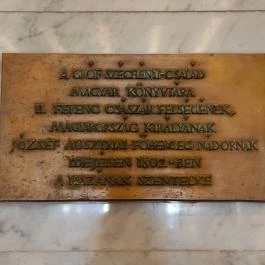 A GRÓF SZÉCHÉNYI-CSALÁD
MAGYAR KÖNYVTÁRA
II. FERENC CSÁSZÁR FELSÉGÉNEK,
MAGYARORSZÁG KIRÁLYÁNAK
JÓZSEF AUSZTRIAI FŐHERCEG NÁDORNAK
IDEJÉBEN 1802-BEN
A HAZÁNAK SZENTELVE